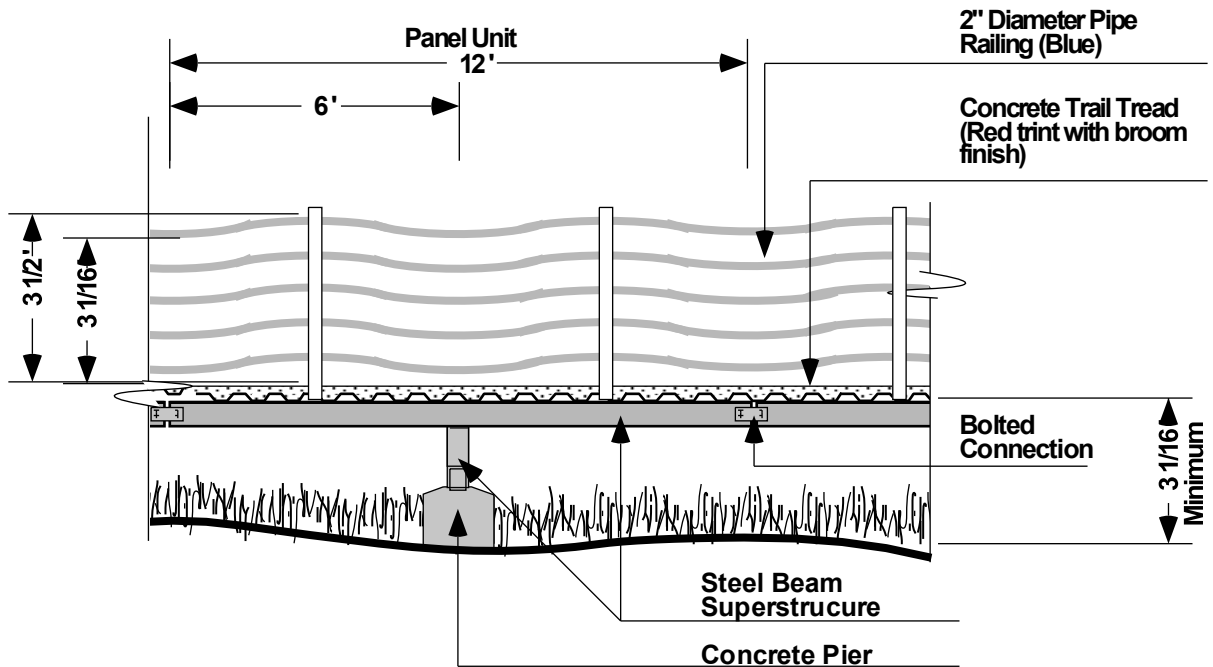 2" Diameter Pipe
Railing (Blue)
Panel Unit
12'
6'
Concrete Trail Tread
(Red trint with broom
finish)
3 1/2'
3 1/16'
Bolted
Connection
3 1/16'
Minimum
Steel Beam
Superstrucure
Concrete Pier